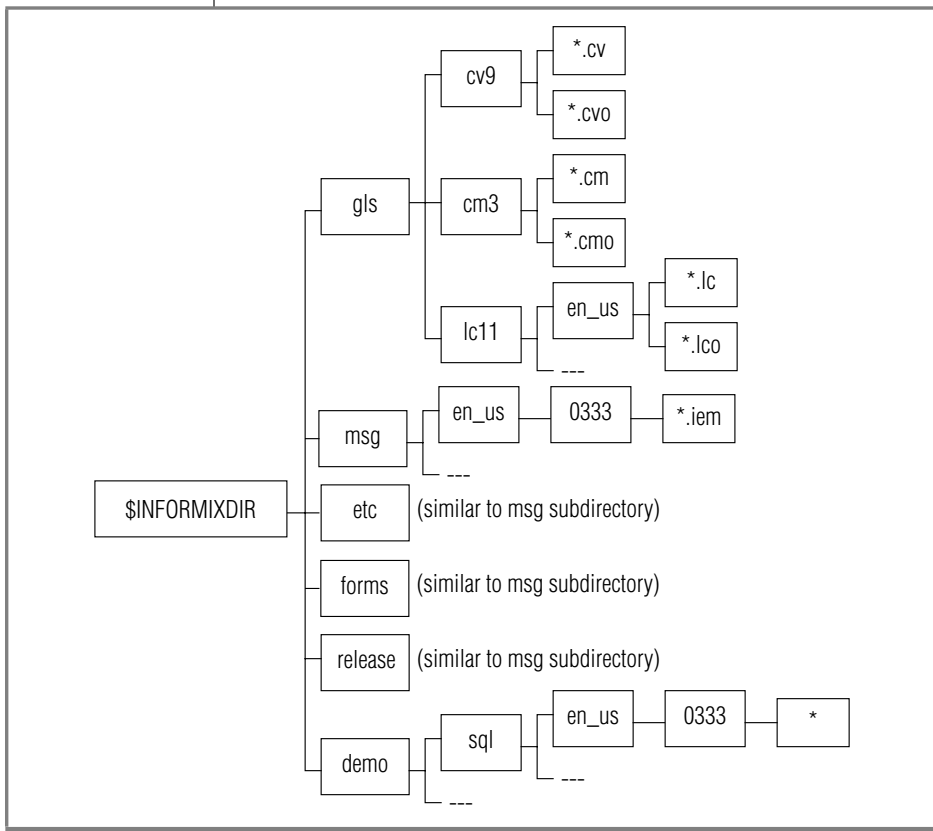 *.cv
cv9
*.cvo
*.cm
gls
cm3
*.cmo
*.lc
en_us
lc11
*.lco
---
en_us
0333
*.iem
msg
---
$INFORMIXDIR
etc
(similar to msg subdirectory)
forms
(similar to msg subdirectory)
release
(similar to msg subdirectory)
en_us
0333
*
sql
demo
---
---